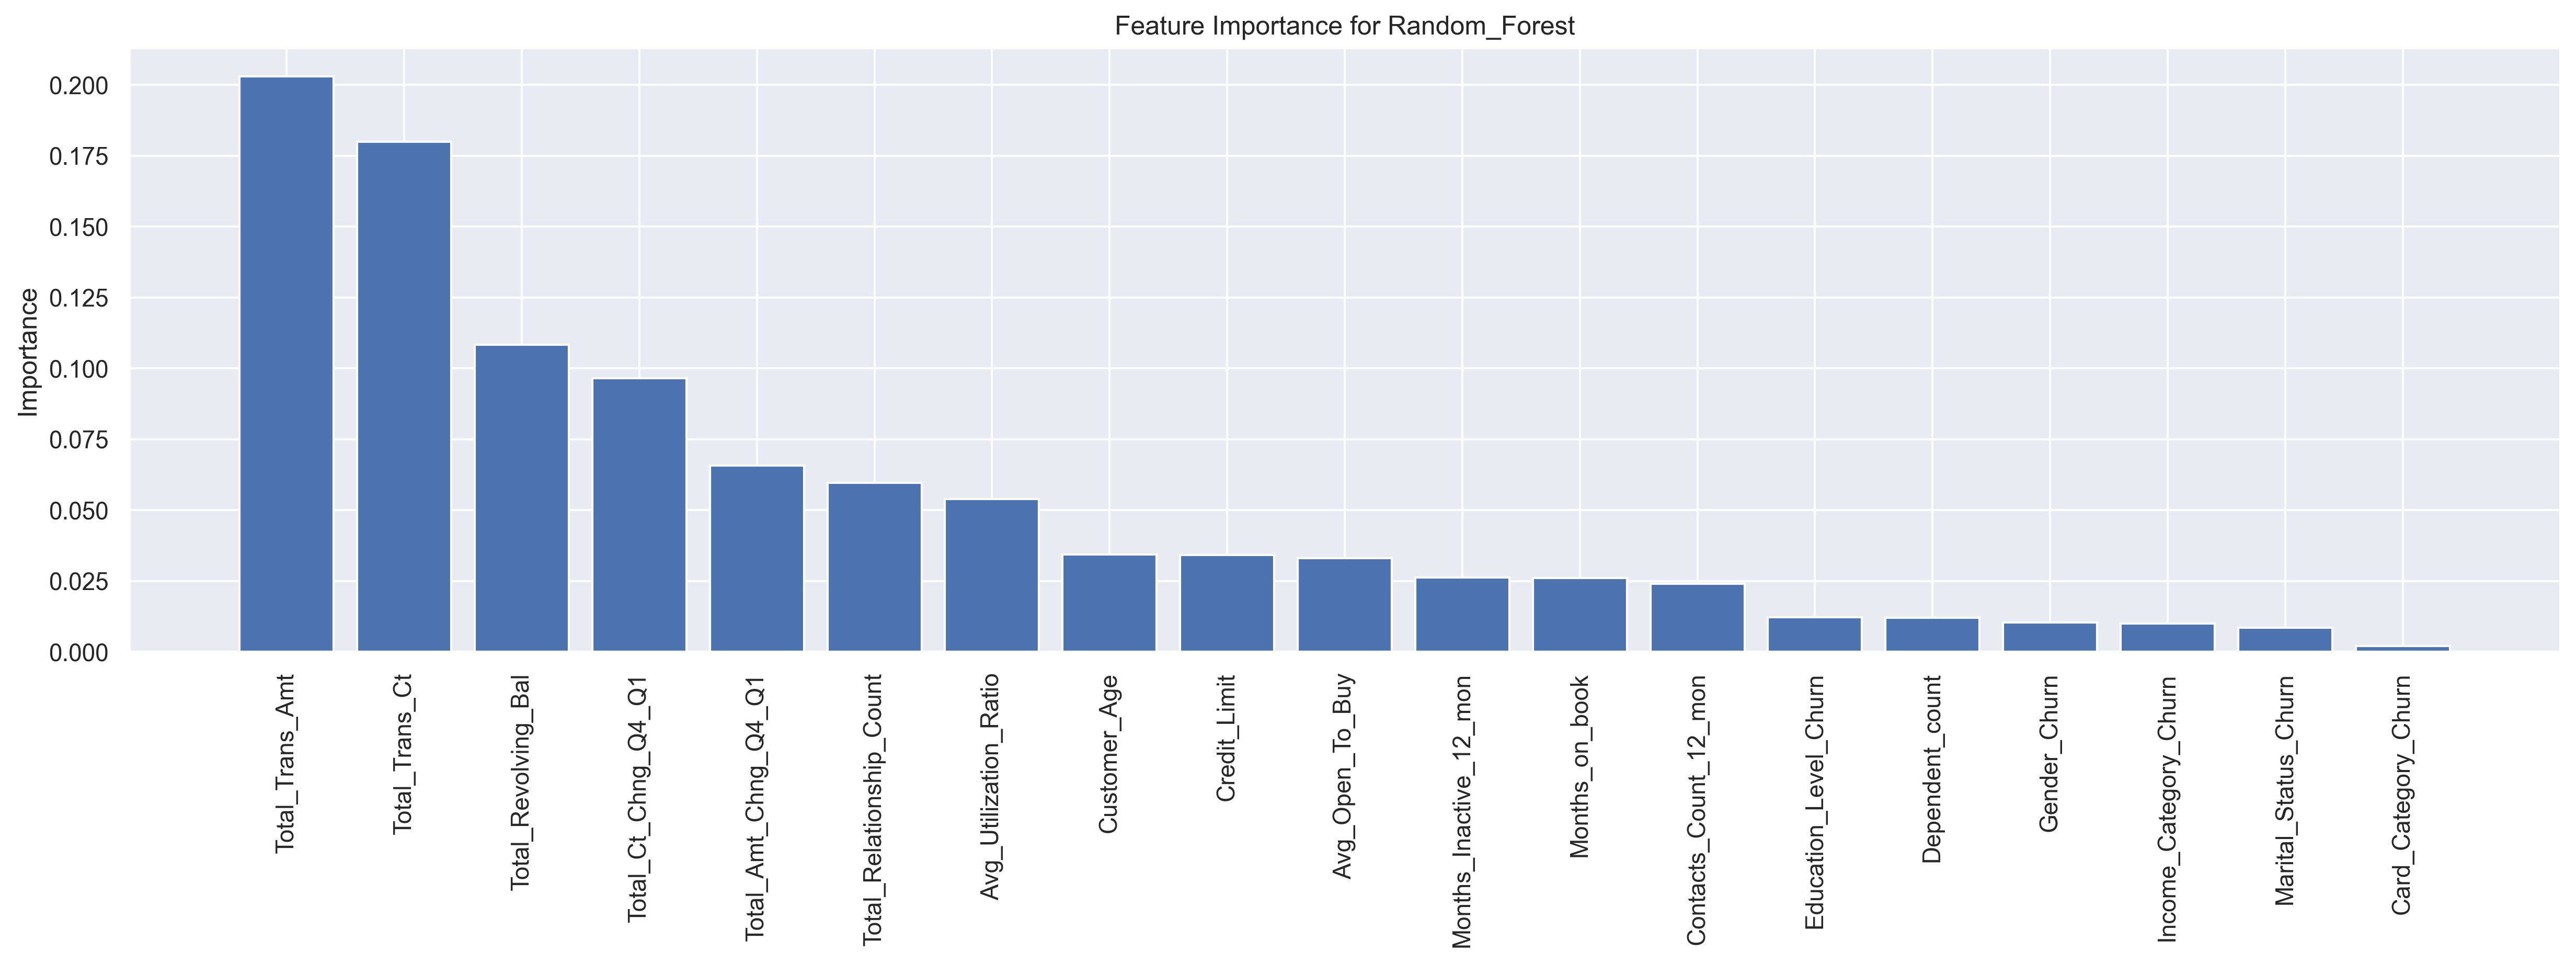 Feature Importance for Random_Forest
Importance
0.200
0.175
0.150
0.125
0.100
0.075
0.050
0.025
0.000
Total_Trans_Amt
Total_Trans_Ct
Total_Revolving_Bal
Total_Ct_Chng_Q4_Q1
Total_Amt_Chng_Q4_Q1
Total_Relationship_Count
Avg_Utilization_Ratio
Customer_Age
Credit_Limit
Avg_Open_To_Buy
Months_Inactive_12_mon
Months_on_book
Contacts_Count_12_mon
Education_Level_Churn
Dependent_count
Gender_Churn
Income_Category_Churn
Marital_Status_Churn
Card_Category_Churn